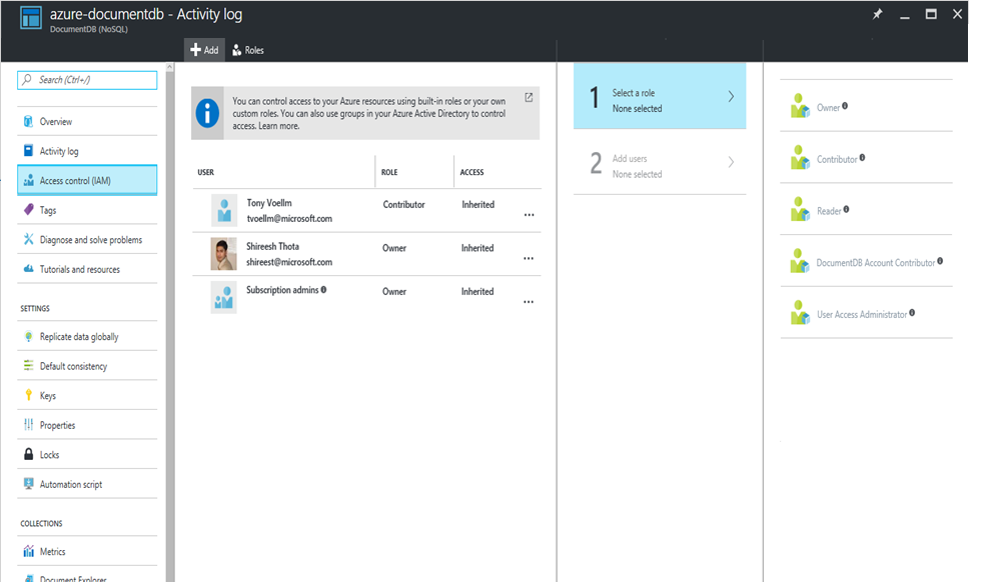 azure-documentdb - Activity log
DocumentDB (NoSQL)
Add
Roles
Search (Ctrl+/)
Overview
Activity log
Access control (IAM)
Tags
Diagnose and solve problems
Tutorials and resources
SETTINGS
Replicate data globally
Default consistency
Keys
Properties
Locks
Automation script
COLLECTIONS
Metrics
Document Explorer
You can control access to your Azure resources using built-in roles or your own
custom roles. You can also use groups in your Azure Active Directory to control
access. Learn more.
USER ROLE ACCESS
Tony Voellm Contributor Inherited
tvoellm@microsoft.com
Shireesh Thota Owner Inherited
shireest@microsoft.com
Subscription admins Owner Inherited
1 Select a role
None selected
2 Add users
None selected
Owner
Contributor
Reader
DocumentDB Account Contributor
User Access Administrator